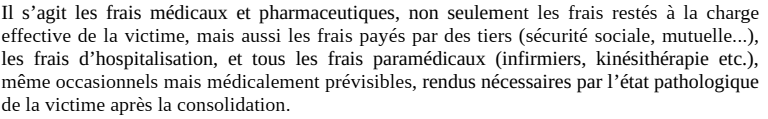 Il s’agit les frais médicaux et pharmaceutiques, non seulement les frais restés à la charge
effective de la victime, mais aussi les frais payés par des tiers (sécurité sociale, mutuelle...),
les frais d’hospitalisation, et tous les frais paramédicaux (infirmiers, kinésithérapie etc.),
même occasionnels mais médicalement prévisibles, rendus nécessaires par l’état pathologique
de la victime après la consolidation.